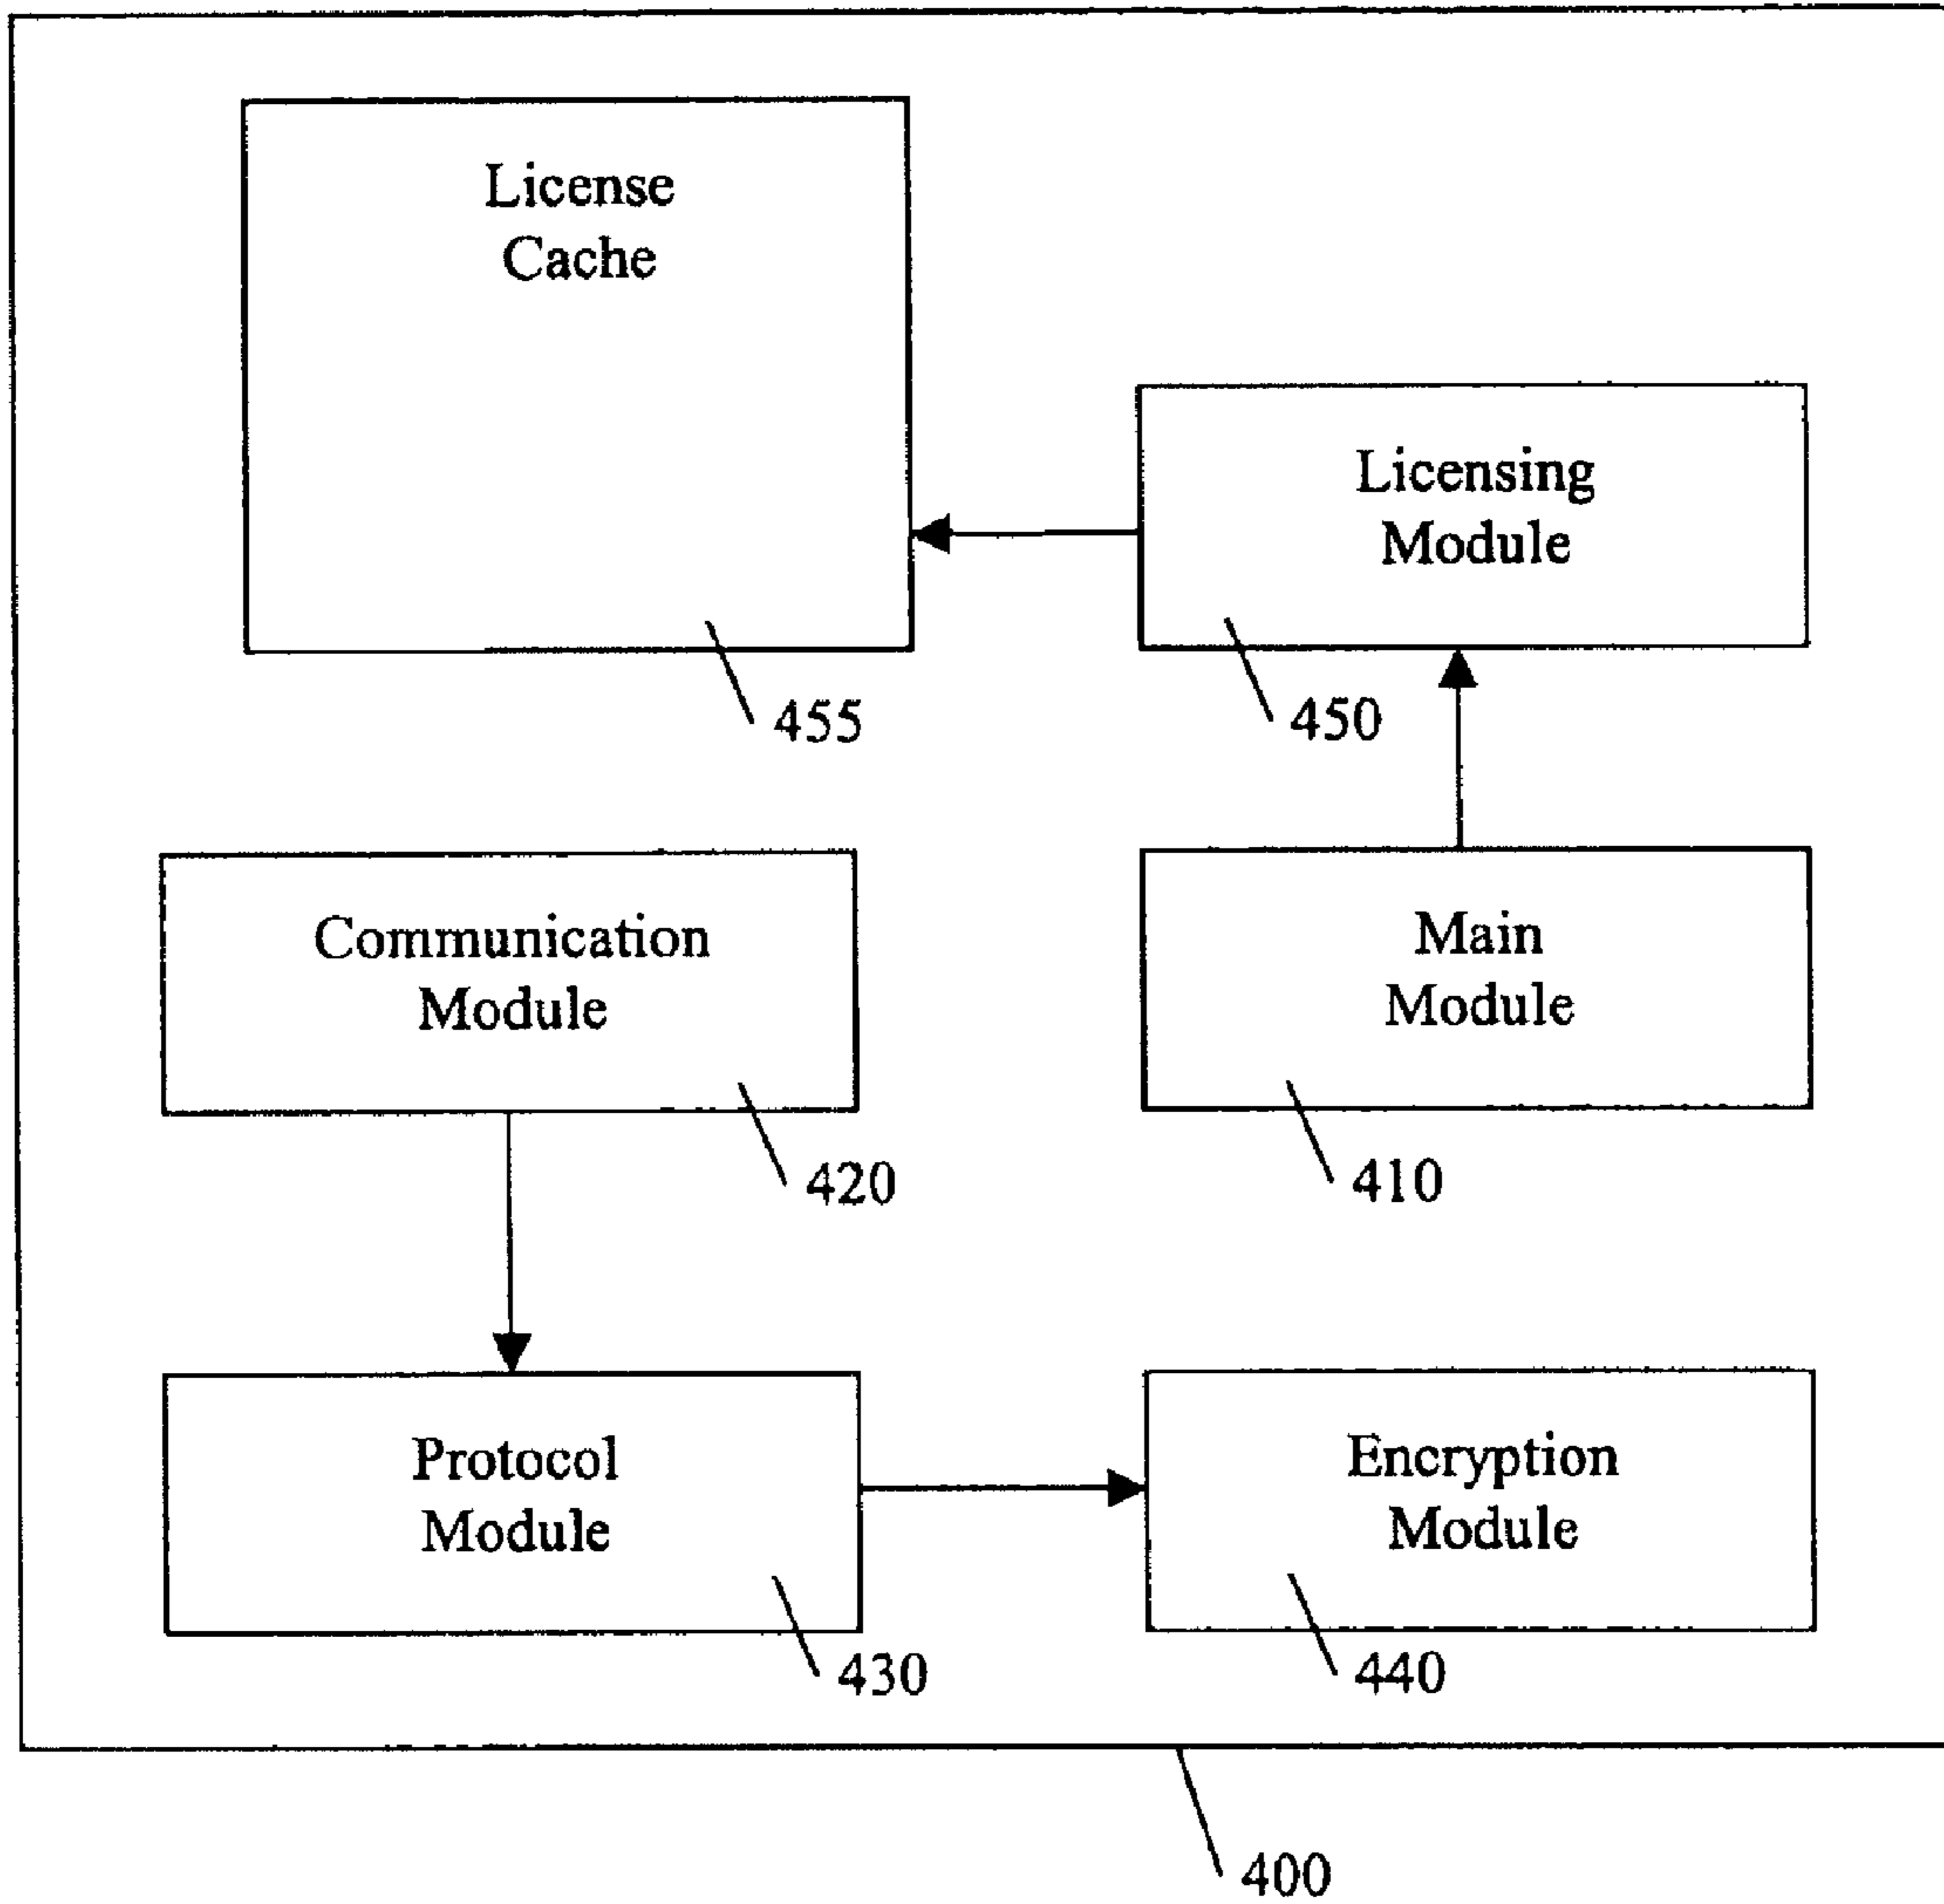 License
Cache
455
Licensing
Module
450
Communication
Module
420
Main
Module
410
Protocol
Module
430
Encryption
Module
440
400